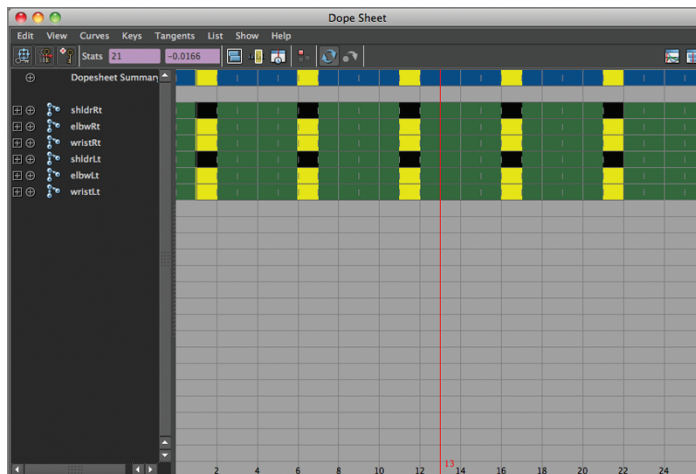 Dope Sheet
Edit View Curves Keys Tangents List Show Help
Stats 21 -0.0166
Dopesheet Summary
shldrRt
elbwRt
wristRt
shldrLt
elbwLt
wristLt
13
2 4 6 8 10 12 14 16 18 20 22 24